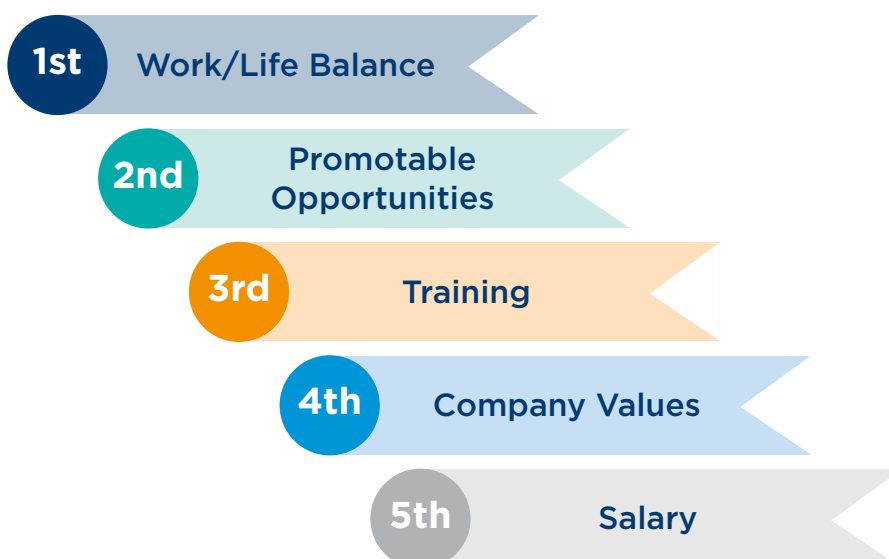 1st
Work/Life Balance
2nd
Promotable
Opportunities
3rd
Training
4th
Company Values
5th
Salary